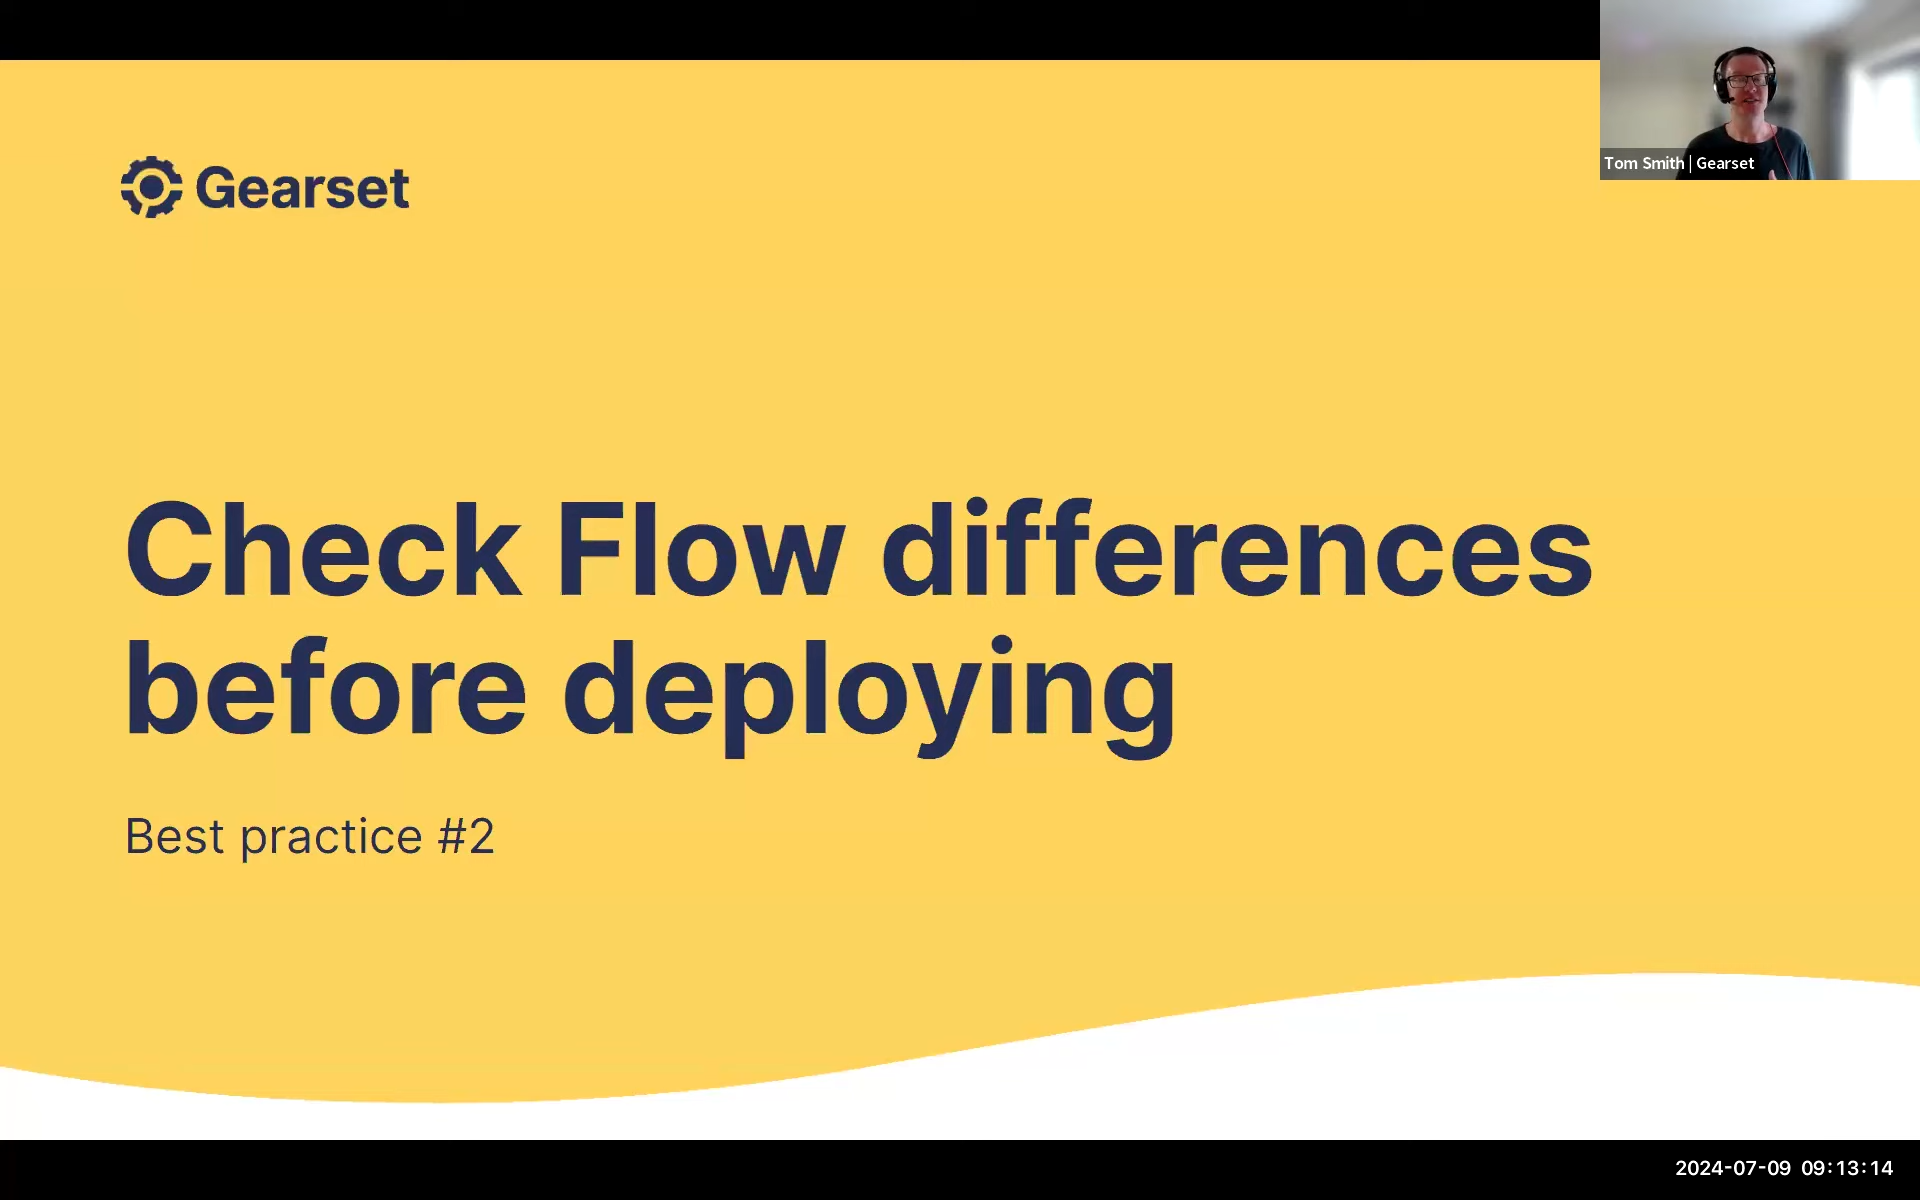 Gearset
Tom Smith | Gearset
Check Flow differences
before deploying
Best practice #2
2024-07-09 09:13:14